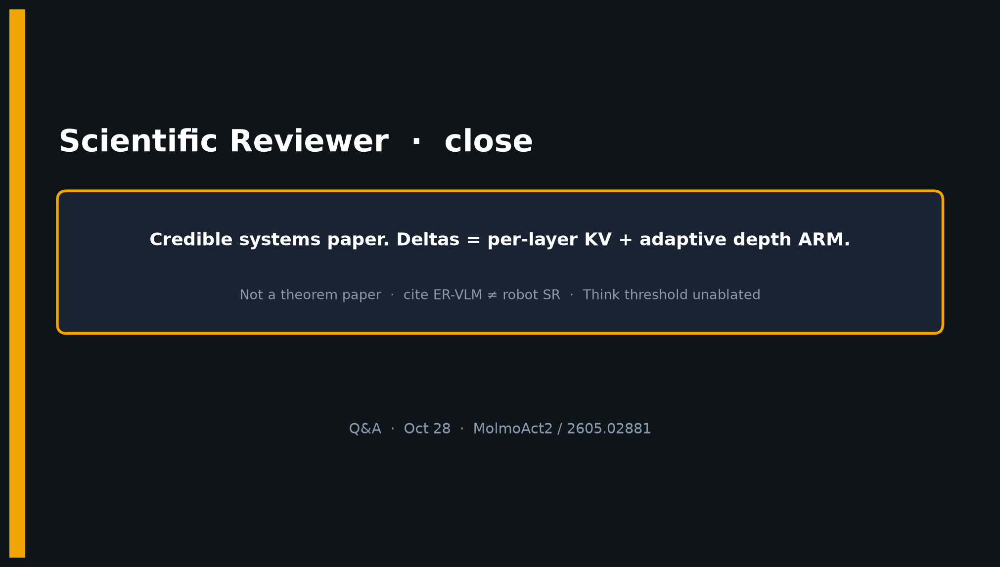 Scientific Reviewer · close
Credible systems paper. Deltas = per-layer KV + adaptive depth ARM.
Not a theorem paper · cite ER-VLM ≠ robot SR · Think threshold unablated
Q&A · Oct 28 · MolmoAct2 / 2605.02881